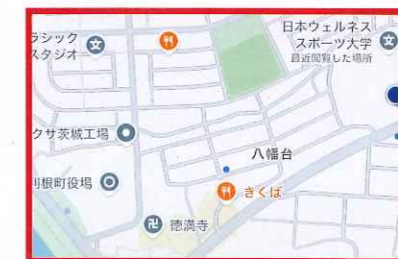 ラシック
スタジオ
日本ウェルネス
スポーツ大学
最近閲覧した場所
クサ茨城工場
八幡台
利根町役場
きくば
徳満寺